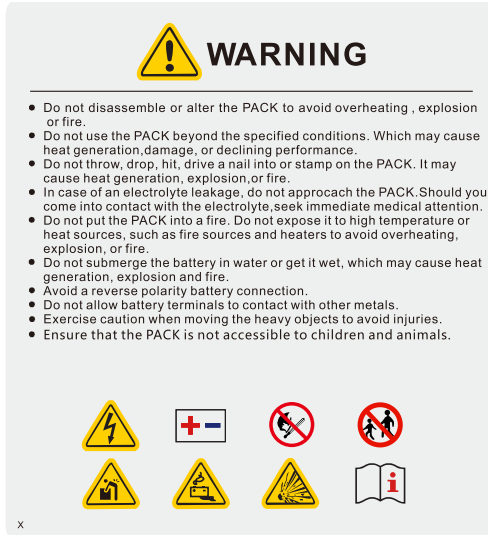 WARNING
• Do not disassemble or alter the PACK to avoid overheating , explosion
or fire.
• Do not use the PACK beyond the specified conditions. Which may cause
heat generation,damage, or declining performance.
• Do not throw, drop, hit, drive a nail into or stamp on the PACK. It may
cause heat generation, explosion,or fire.
• In case of an electrolyte leakage, do not approcach the PACK.Should you
come into contact with the electrolyte,seek immediate medical attention.
• Do not put the PACK into a fire. Do not expose it to high temperature or
heat sources, such as fire sources and heaters to avoid overheating,
explosion, or fire.
• Do not submerge the battery in water or get it wet, which may cause heat
generation, explosion and fire.
• Avoid a reverse polarity battery connection.
• Do not allow battery terminals to contact with other metals.
• Exercise caution when moving the heavy objects to avoid injuries.
• Ensure that the PACK is not accessible to children and animals.
+ −
i
X